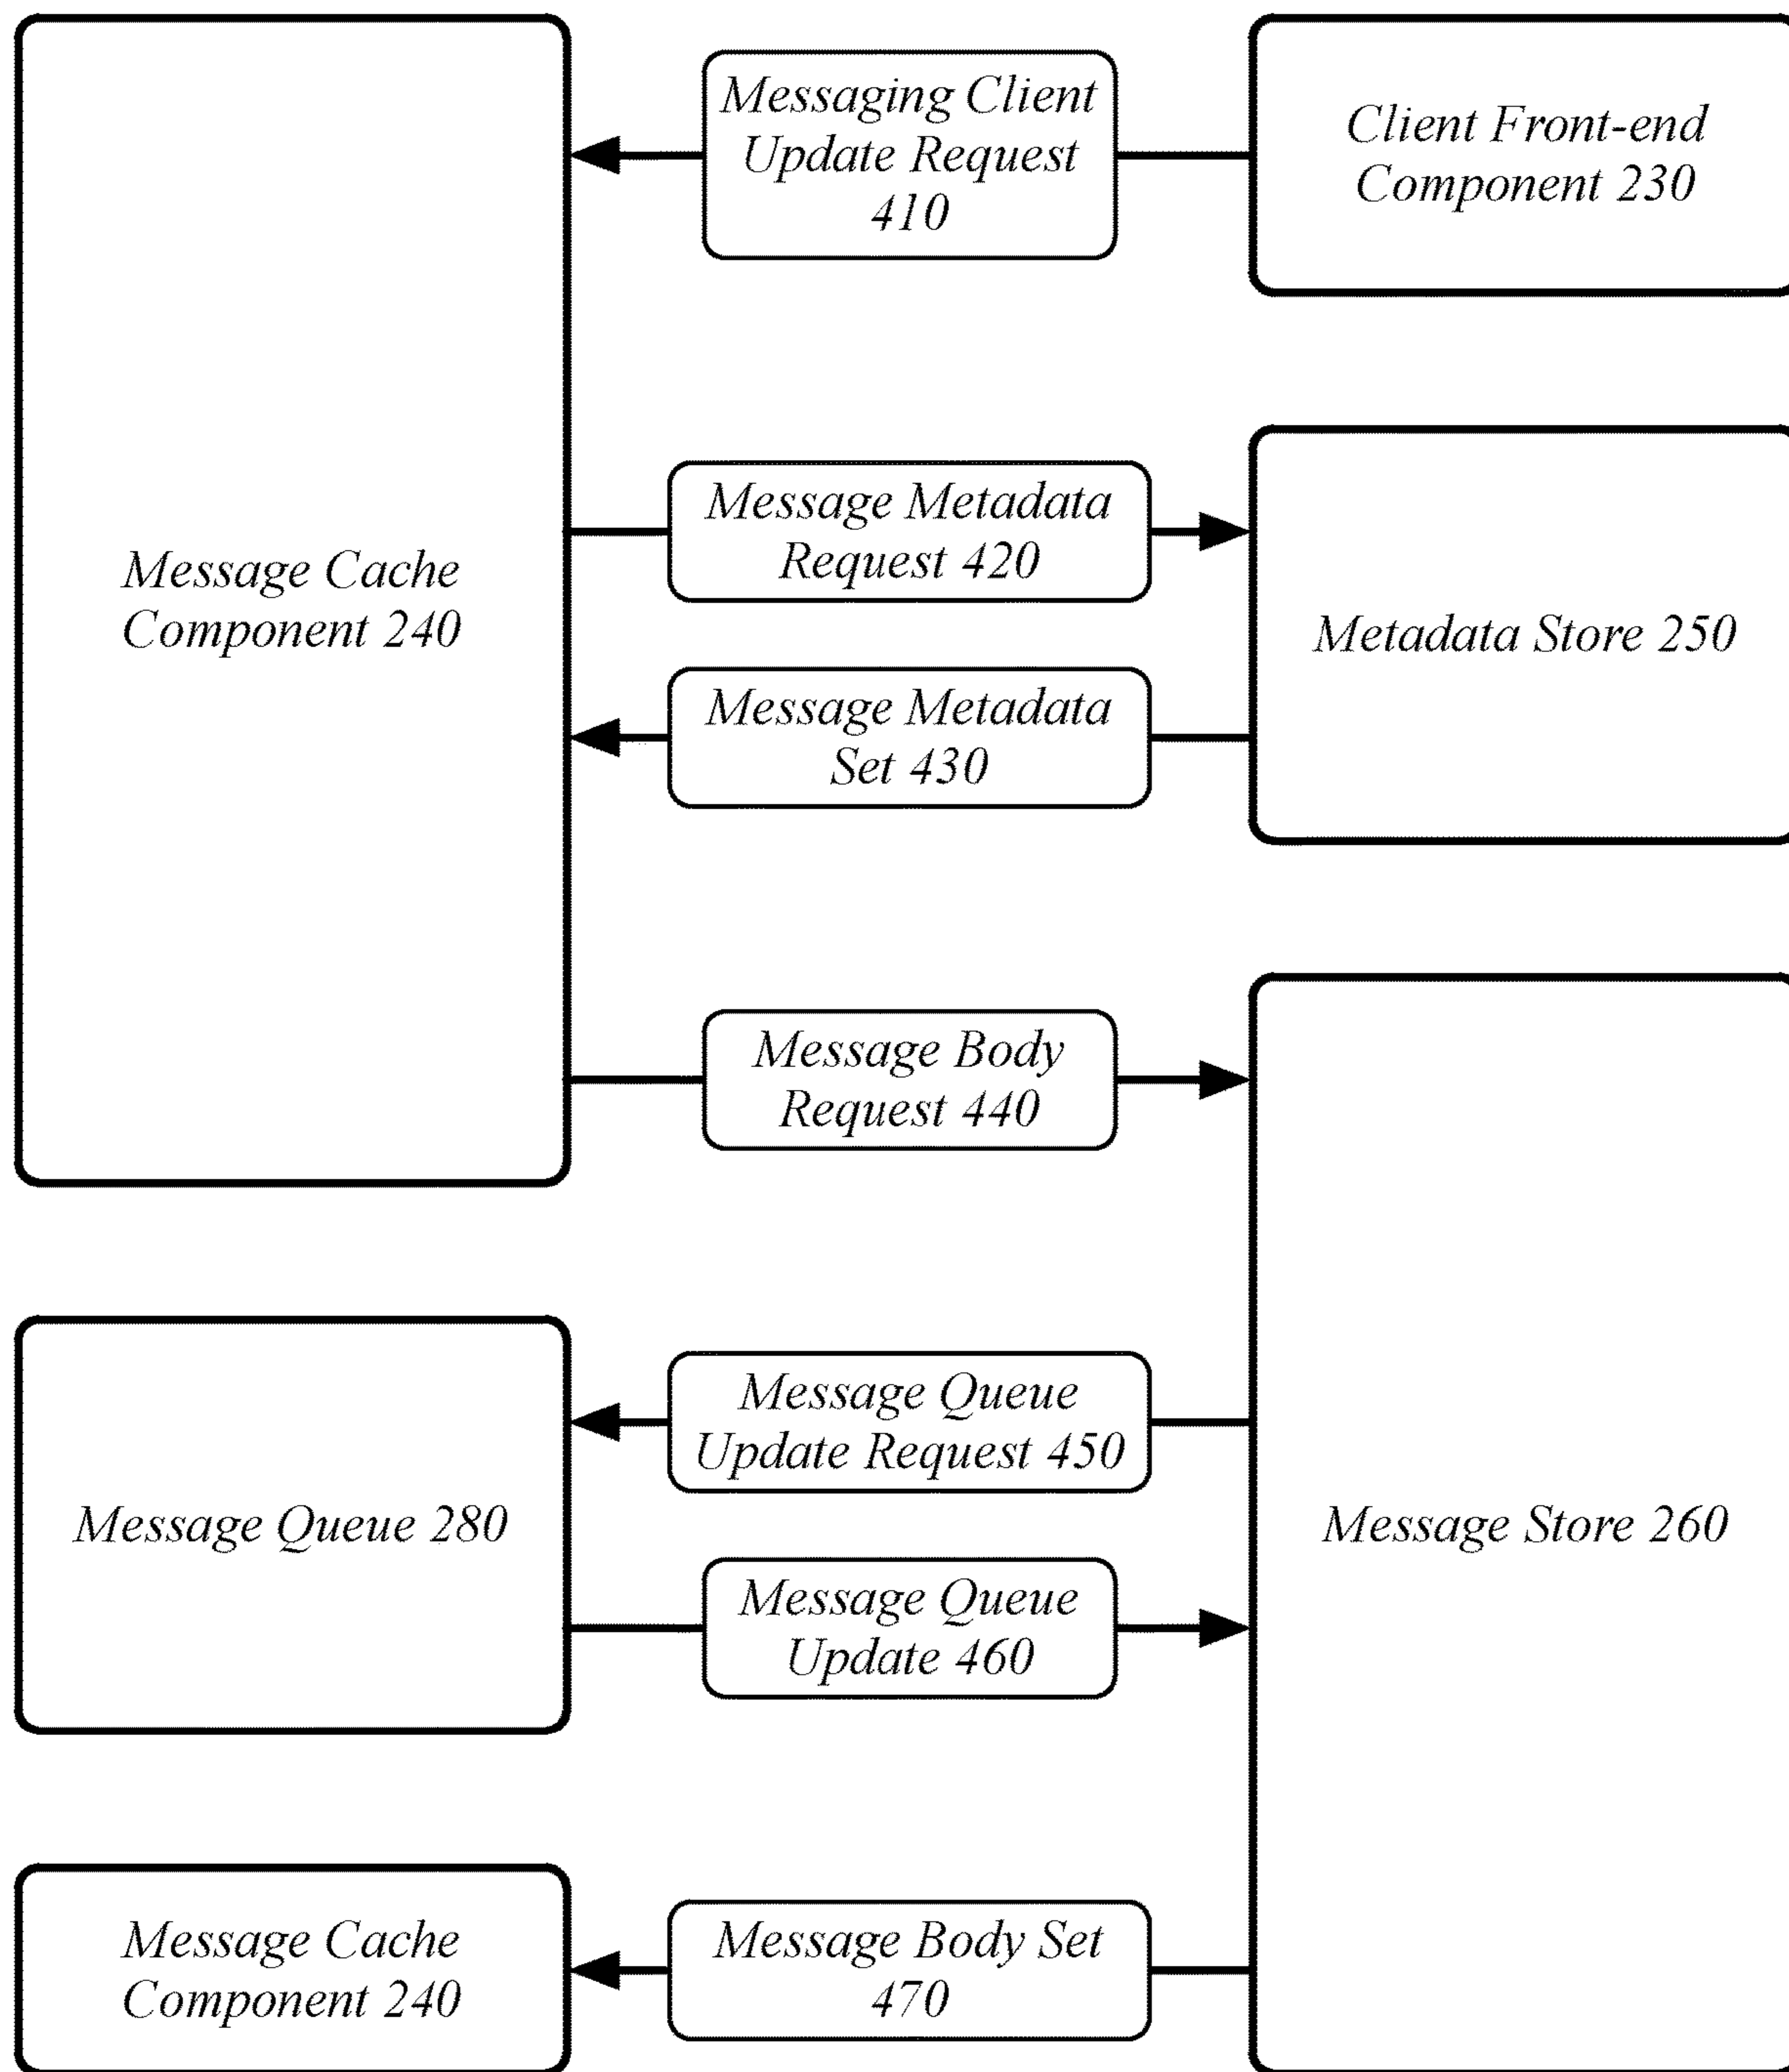 Messaging Client
Update Request
410
Client Front-end
Component 230
Message Cache
Component 240
Message Metadata
Request 420
Message Metadata
Set 430
Metadata Store 250
Message Body
Request 440
Message Queue 280
Message Queue
Update Request 450
Message Queue
Update 460
Message Store 260
Message Cache
Component 240
Message Body Set
470